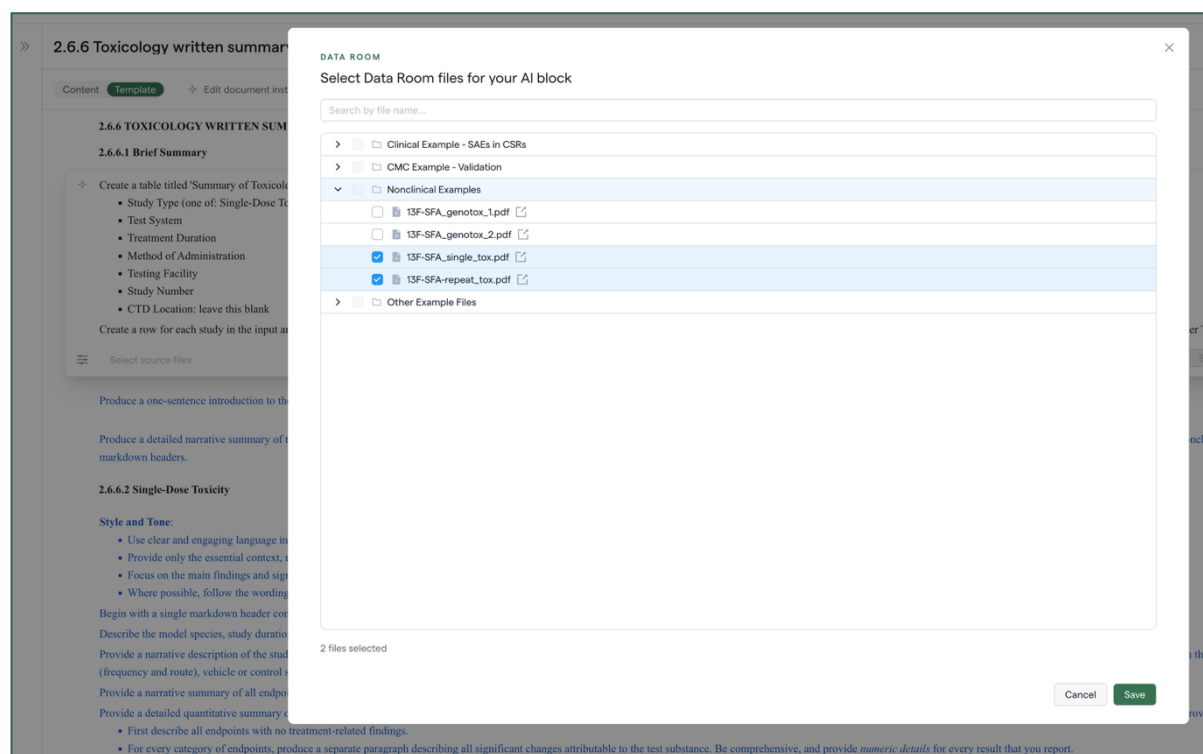 2.6.6 Toxicology written summar
Content Template Edit document inst
2.6.6 TOXICOLOGY WRITTEN SUM
2.6.6.1 Brief Summary
Create a table titled 'Summary of Toxicolo
• Study Type (one of: Single-Dose To
• Test System
• Treatment Duration
• Method of Administration
• Testing Facility
• Study Number
• CTD Location: leave this blank
Create a row for each study in the input an
Select source files
Produce a one-sentence introduction to the
Produce a detailed narrative summary of t
markdown headers.
2.6.6.2 Single-Dose Toxicity
Style and Tone:
• Use clear and engaging language in
• Provide only the essential context,
• Focus on the main findings and sign
• Where possible, follow the wording
Begin with a single markdown header con
Describe the model species, study duratio
Provide a narrative description of the stud
(frequency and route), vehicle or control s
Provide a narrative summary of all endpoi
Provide a detailed quantitative summary
• First describe all endpoints with no treatment-related findings.
• For every category of endpoints, produce a separate paragraph describing all significant changes attributable to the test substance. Be comprehensive, and provide numeric details for every result that you report.
DATA ROOM
Select Data Room files for your AI block
Search by file name...
Clinical Example - SAEs in CSRs
CMC Example - Validation
Nonclinical Examples
13F-SFA_genotox_1.pdf
13F-SFA_genotox_2.pdf
13F-SFA_single_tox.pdf
13F-SFA-repeat_tox.pdf
Other Example Files
2 files selected
Cancel Save